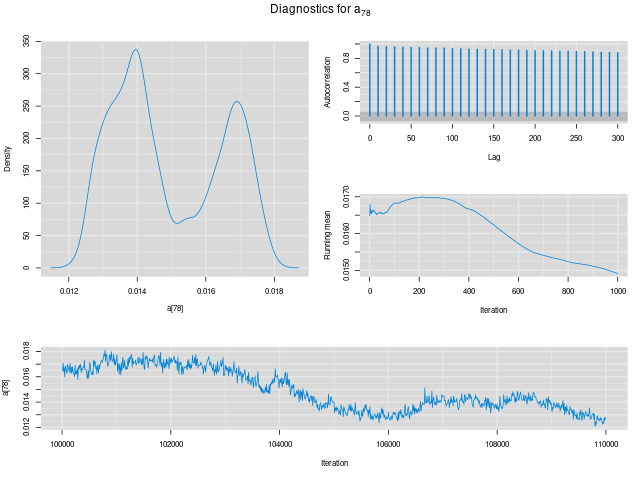 Diagnostics for a78
Density
0 50 100 150 200 250 300 350
0.012 0.014 0.016 0.018
a[78]
Autocorrelation
0.0 0.4 0.8
0 50 100 150 200 250 300
Lag
Running mean
0.0150 0.0160 0.0170
0 200 400 600 800 1000
Iteration
a[78]
0.012 0.014 0.016 0.018
100000 102000 104000 106000 108000 110000
Iteration